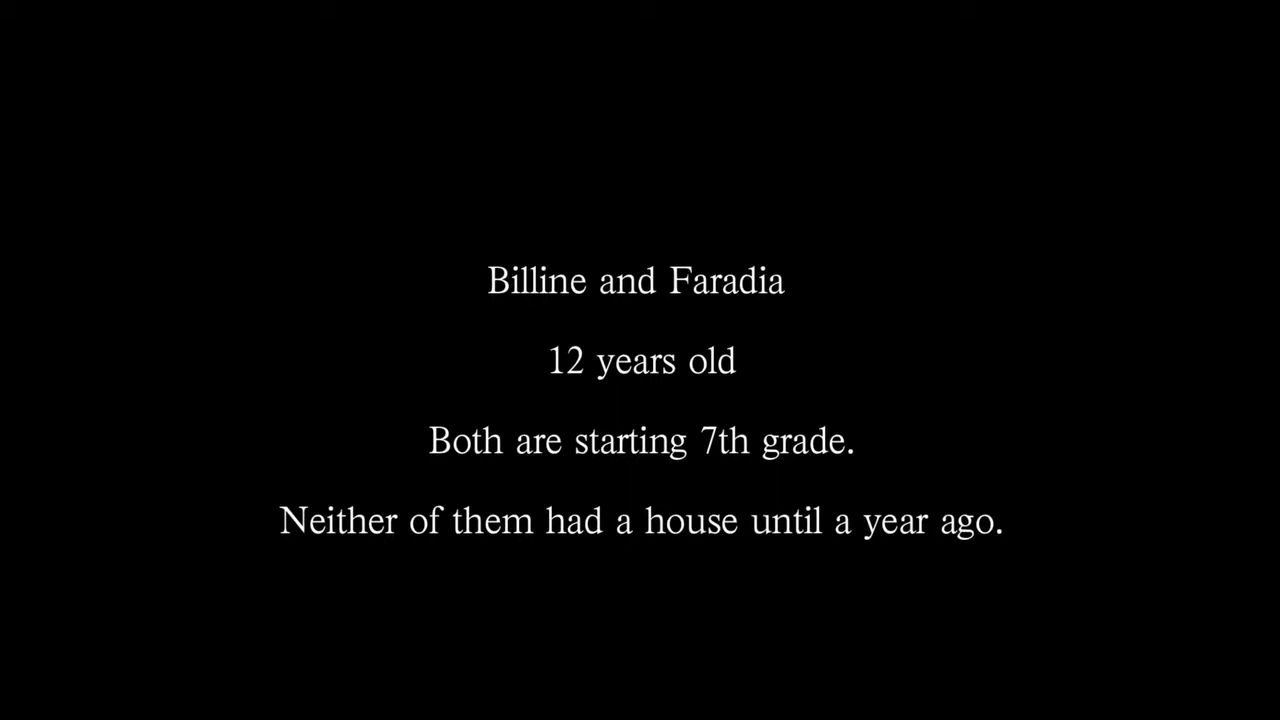 Billine and Faradia
12 years old
Both are starting 7th grade.
Neither of them had a house until a year ago.